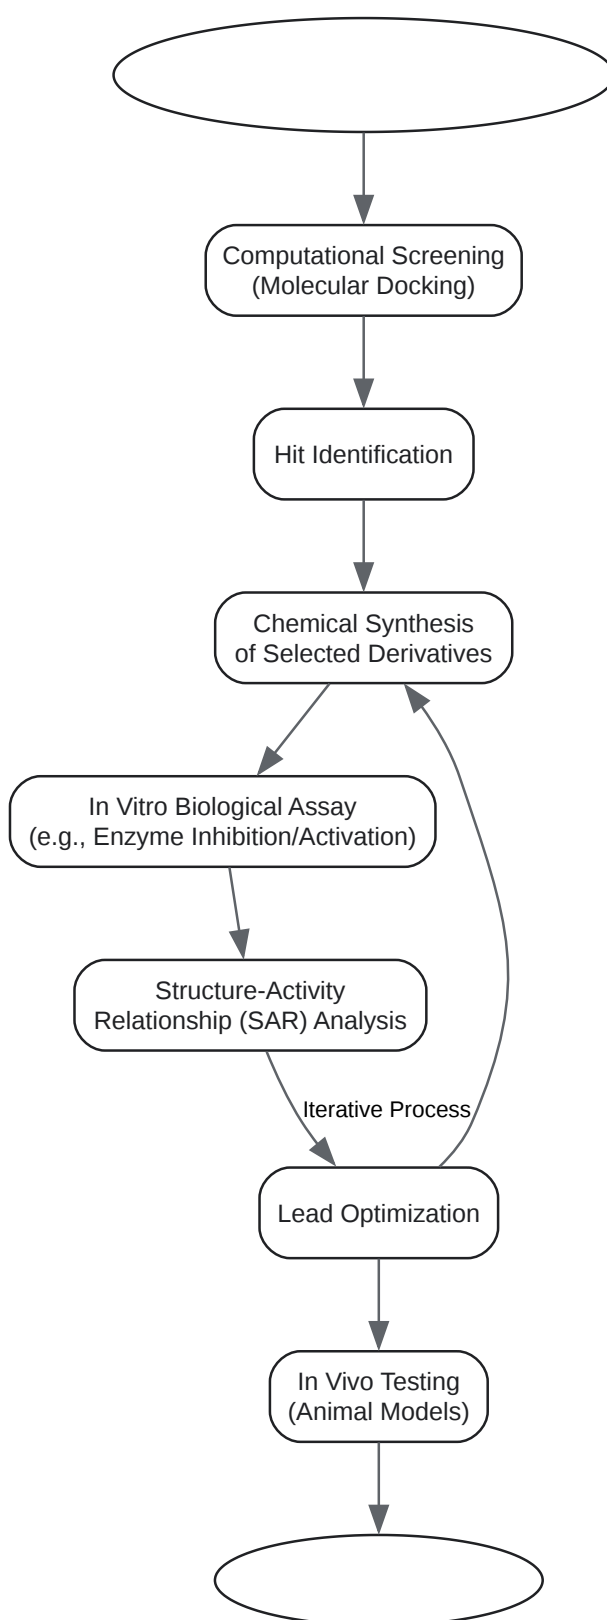 Computational Screening
(Molecular Docking)
Hit Identification
Chemical Synthesis
of Selected Derivatives
In Vitro Biological Assay
(e.g., Enzyme Inhibition/Activation)
Structure-Activity
Relationship (SAR) Analysis
Iterative Process
Lead Optimization
In Vivo Testing
(Animal Models)